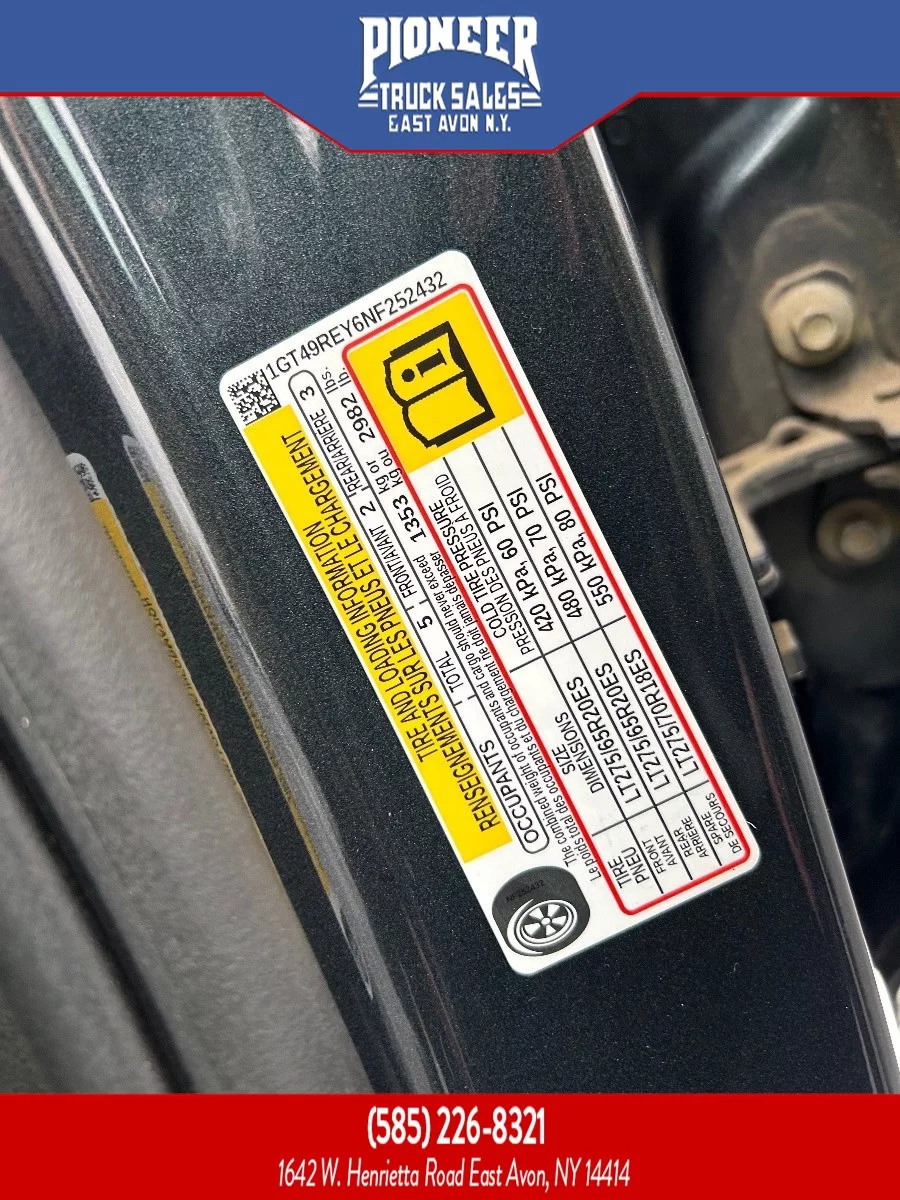 PIONEER
TRUCK SALES
EAST AVON N.Y.
1GT49REY6NF252432
TIRE AND LOADING INFORMATION
RENSEIGNEMENTS SUR LES PNEUS ET LE CHARGEMENT
OCCUPANTS TOTAL 5 FRONT/AVANT 2 REAR/ARRIERE 3
The combined weight of occupants and cargo should never exceed 1353 kg or 2982 lbs.
Le poids total des occupants et du chargement ne doit jamais dépasser kg ou lb.
TIRE SIZE COLD TIRE PRESSURE
PNEU DIMENSIONS PRESSION DES PNEUS A FROID
FRONT LT275/65R20ES 420 KPA, 60 PSI
AVANT
REAR LT275/65R20ES 480 KPA, 70 PSI
ARRIERE
SPARE LT275/70R18ES 550 KPA, 80 PSI
DE SECOURS
NF252432
(585) 226-8321
1642 W. Henrietta Road East Avon, NY 14414